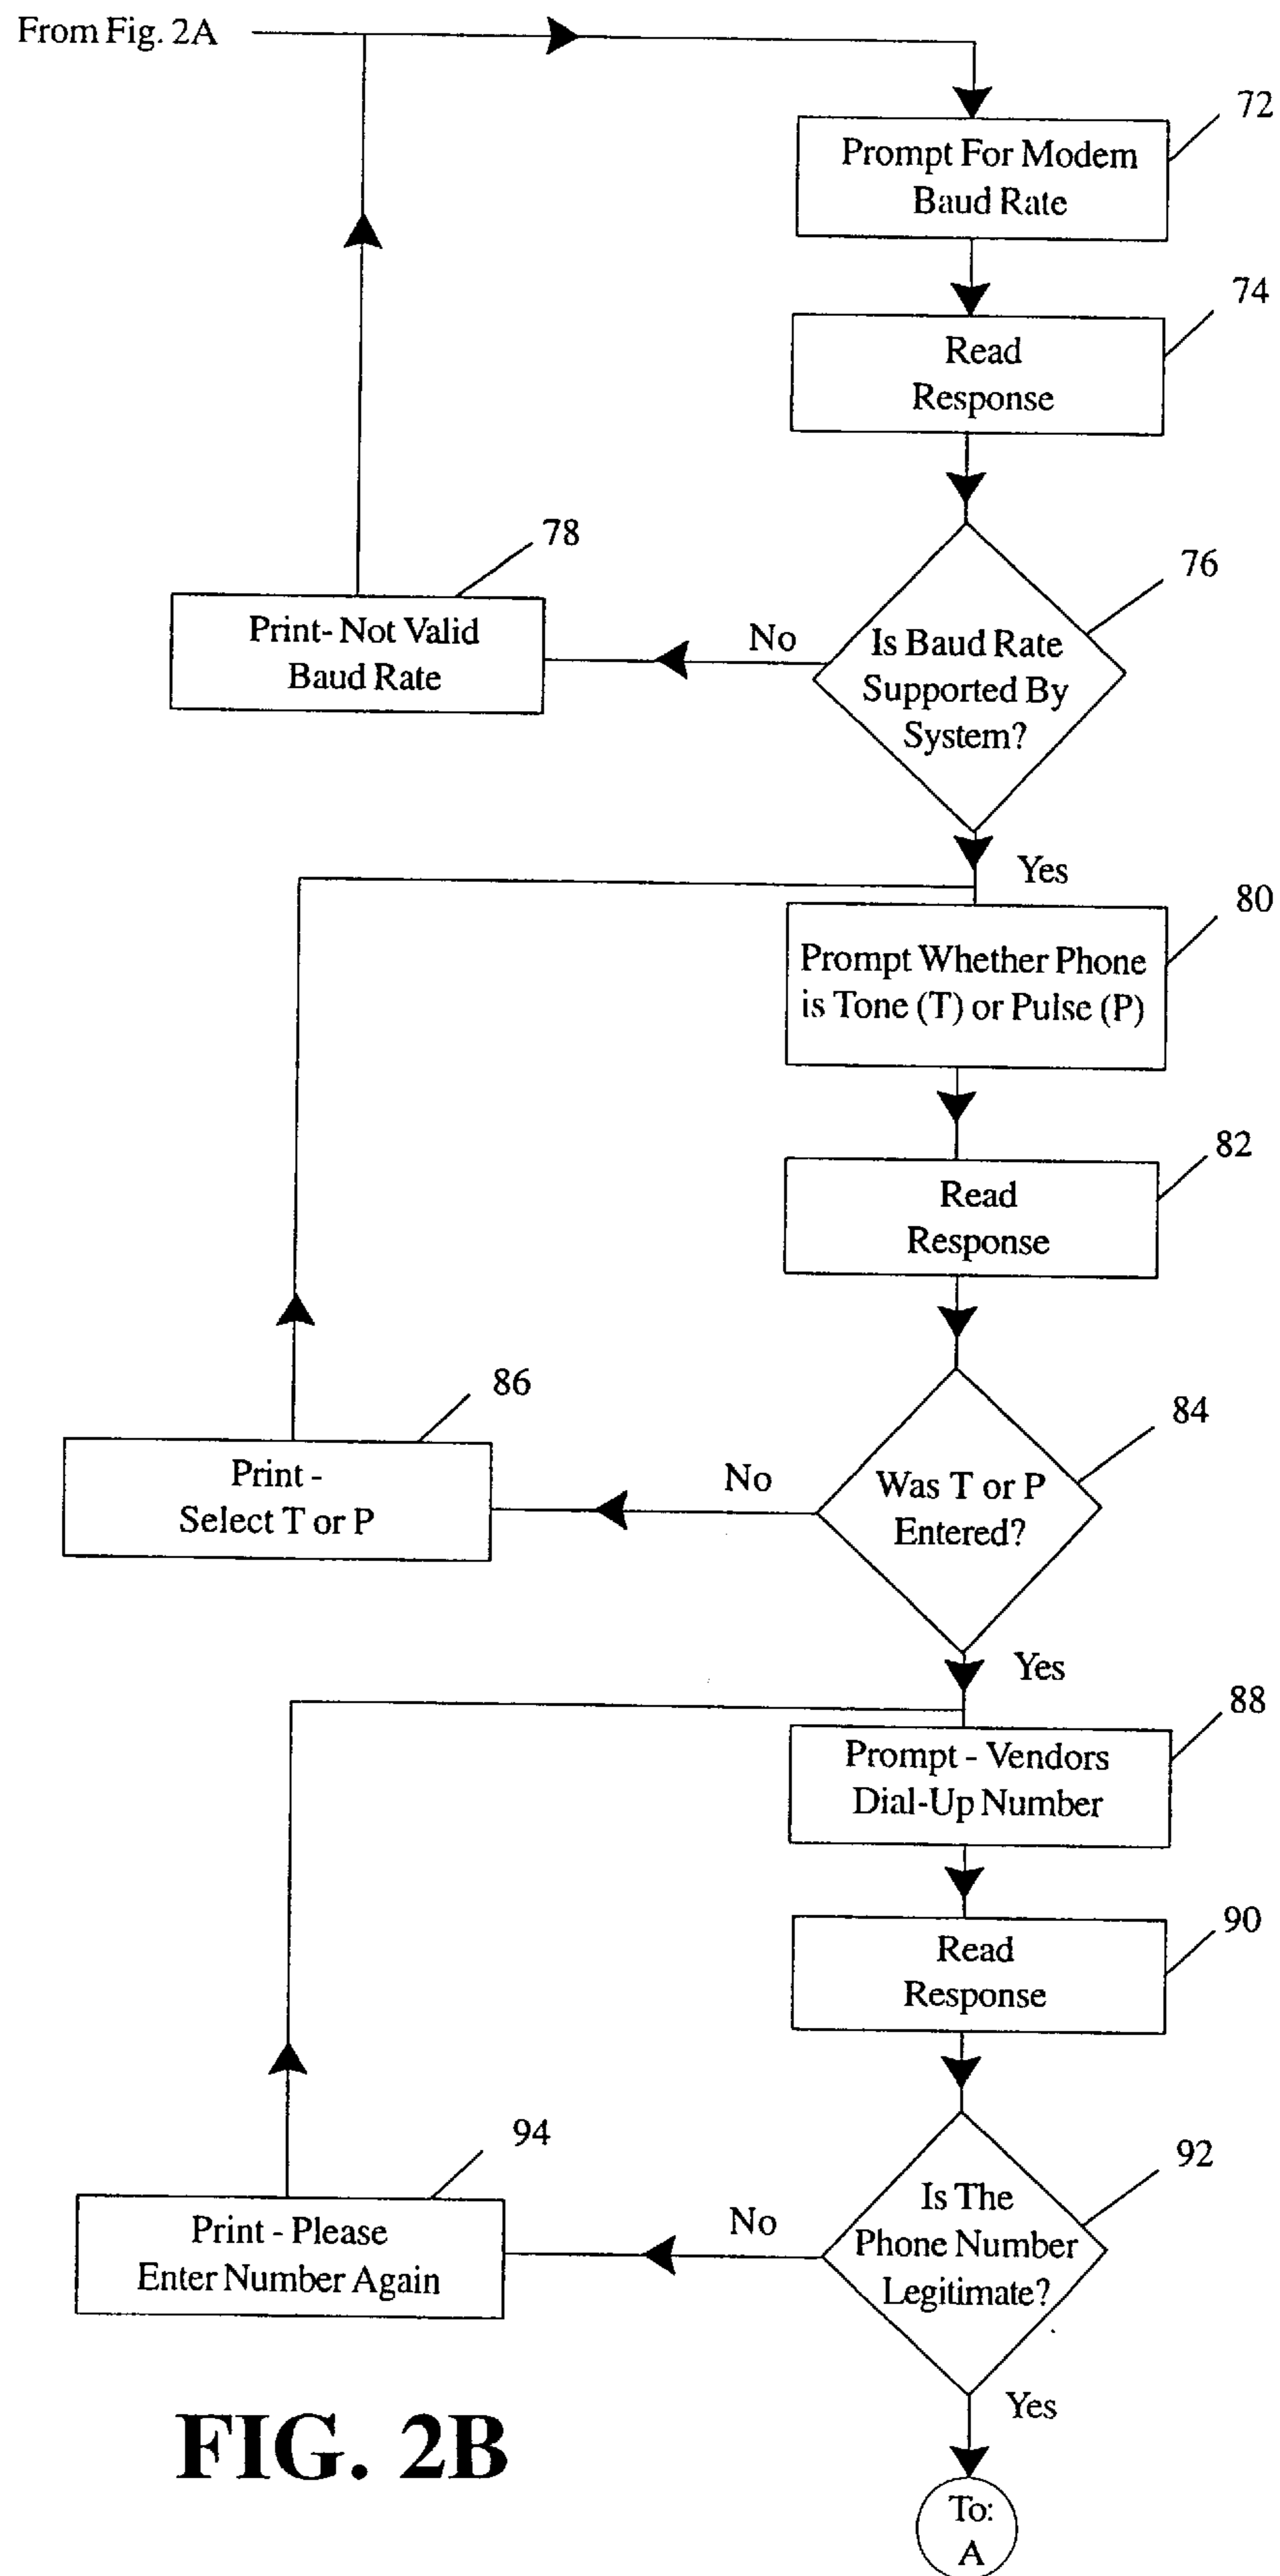 From Fig. 2A
72
Prompt For Modem
Baud Rate
74
Read
Response
76
Is Baud Rate
Supported By
System?
No
78
Print- Not Valid
Baud Rate
Yes
80
Prompt Whether Phone
is Tone (T) or Pulse (P)
82
Read
Response
84
Was T or P
Entered?
No
86
Print -
Select T or P
Yes
88
Prompt - Vendors
Dial-Up Number
90
Read
Response
92
Is The
Phone Number
Legitimate?
No
94
Print - Please
Enter Number Again
Yes
To:
A
FIG. 2B